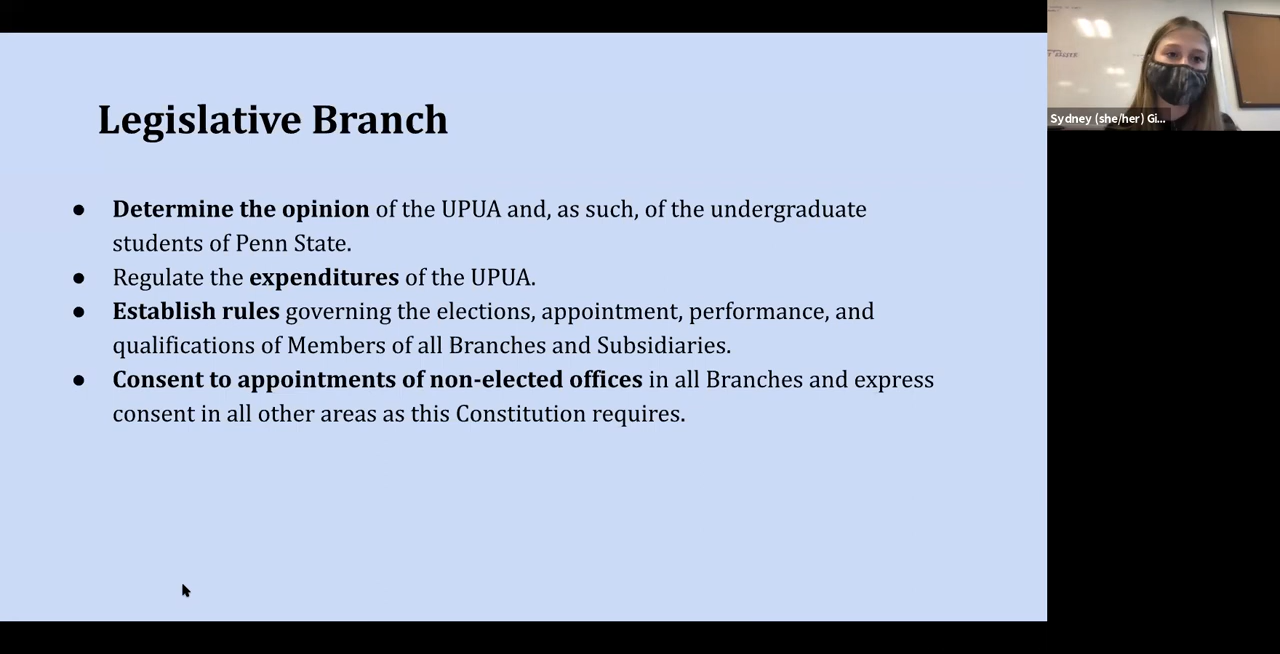 Legislative Branch
● Determine the opinion of the UPUA and, as such, of the undergraduate
students of Penn State.
● Regulate the expenditures of the UPUA.
● Establish rules governing the elections, appointment, performance, and
qualifications of Members of all Branches and Subsidiaries.
● Consent to appointments of non-elected offices in all Branches and express
consent in all other areas as this Constitution requires.
Sydney (she/her) Gi...